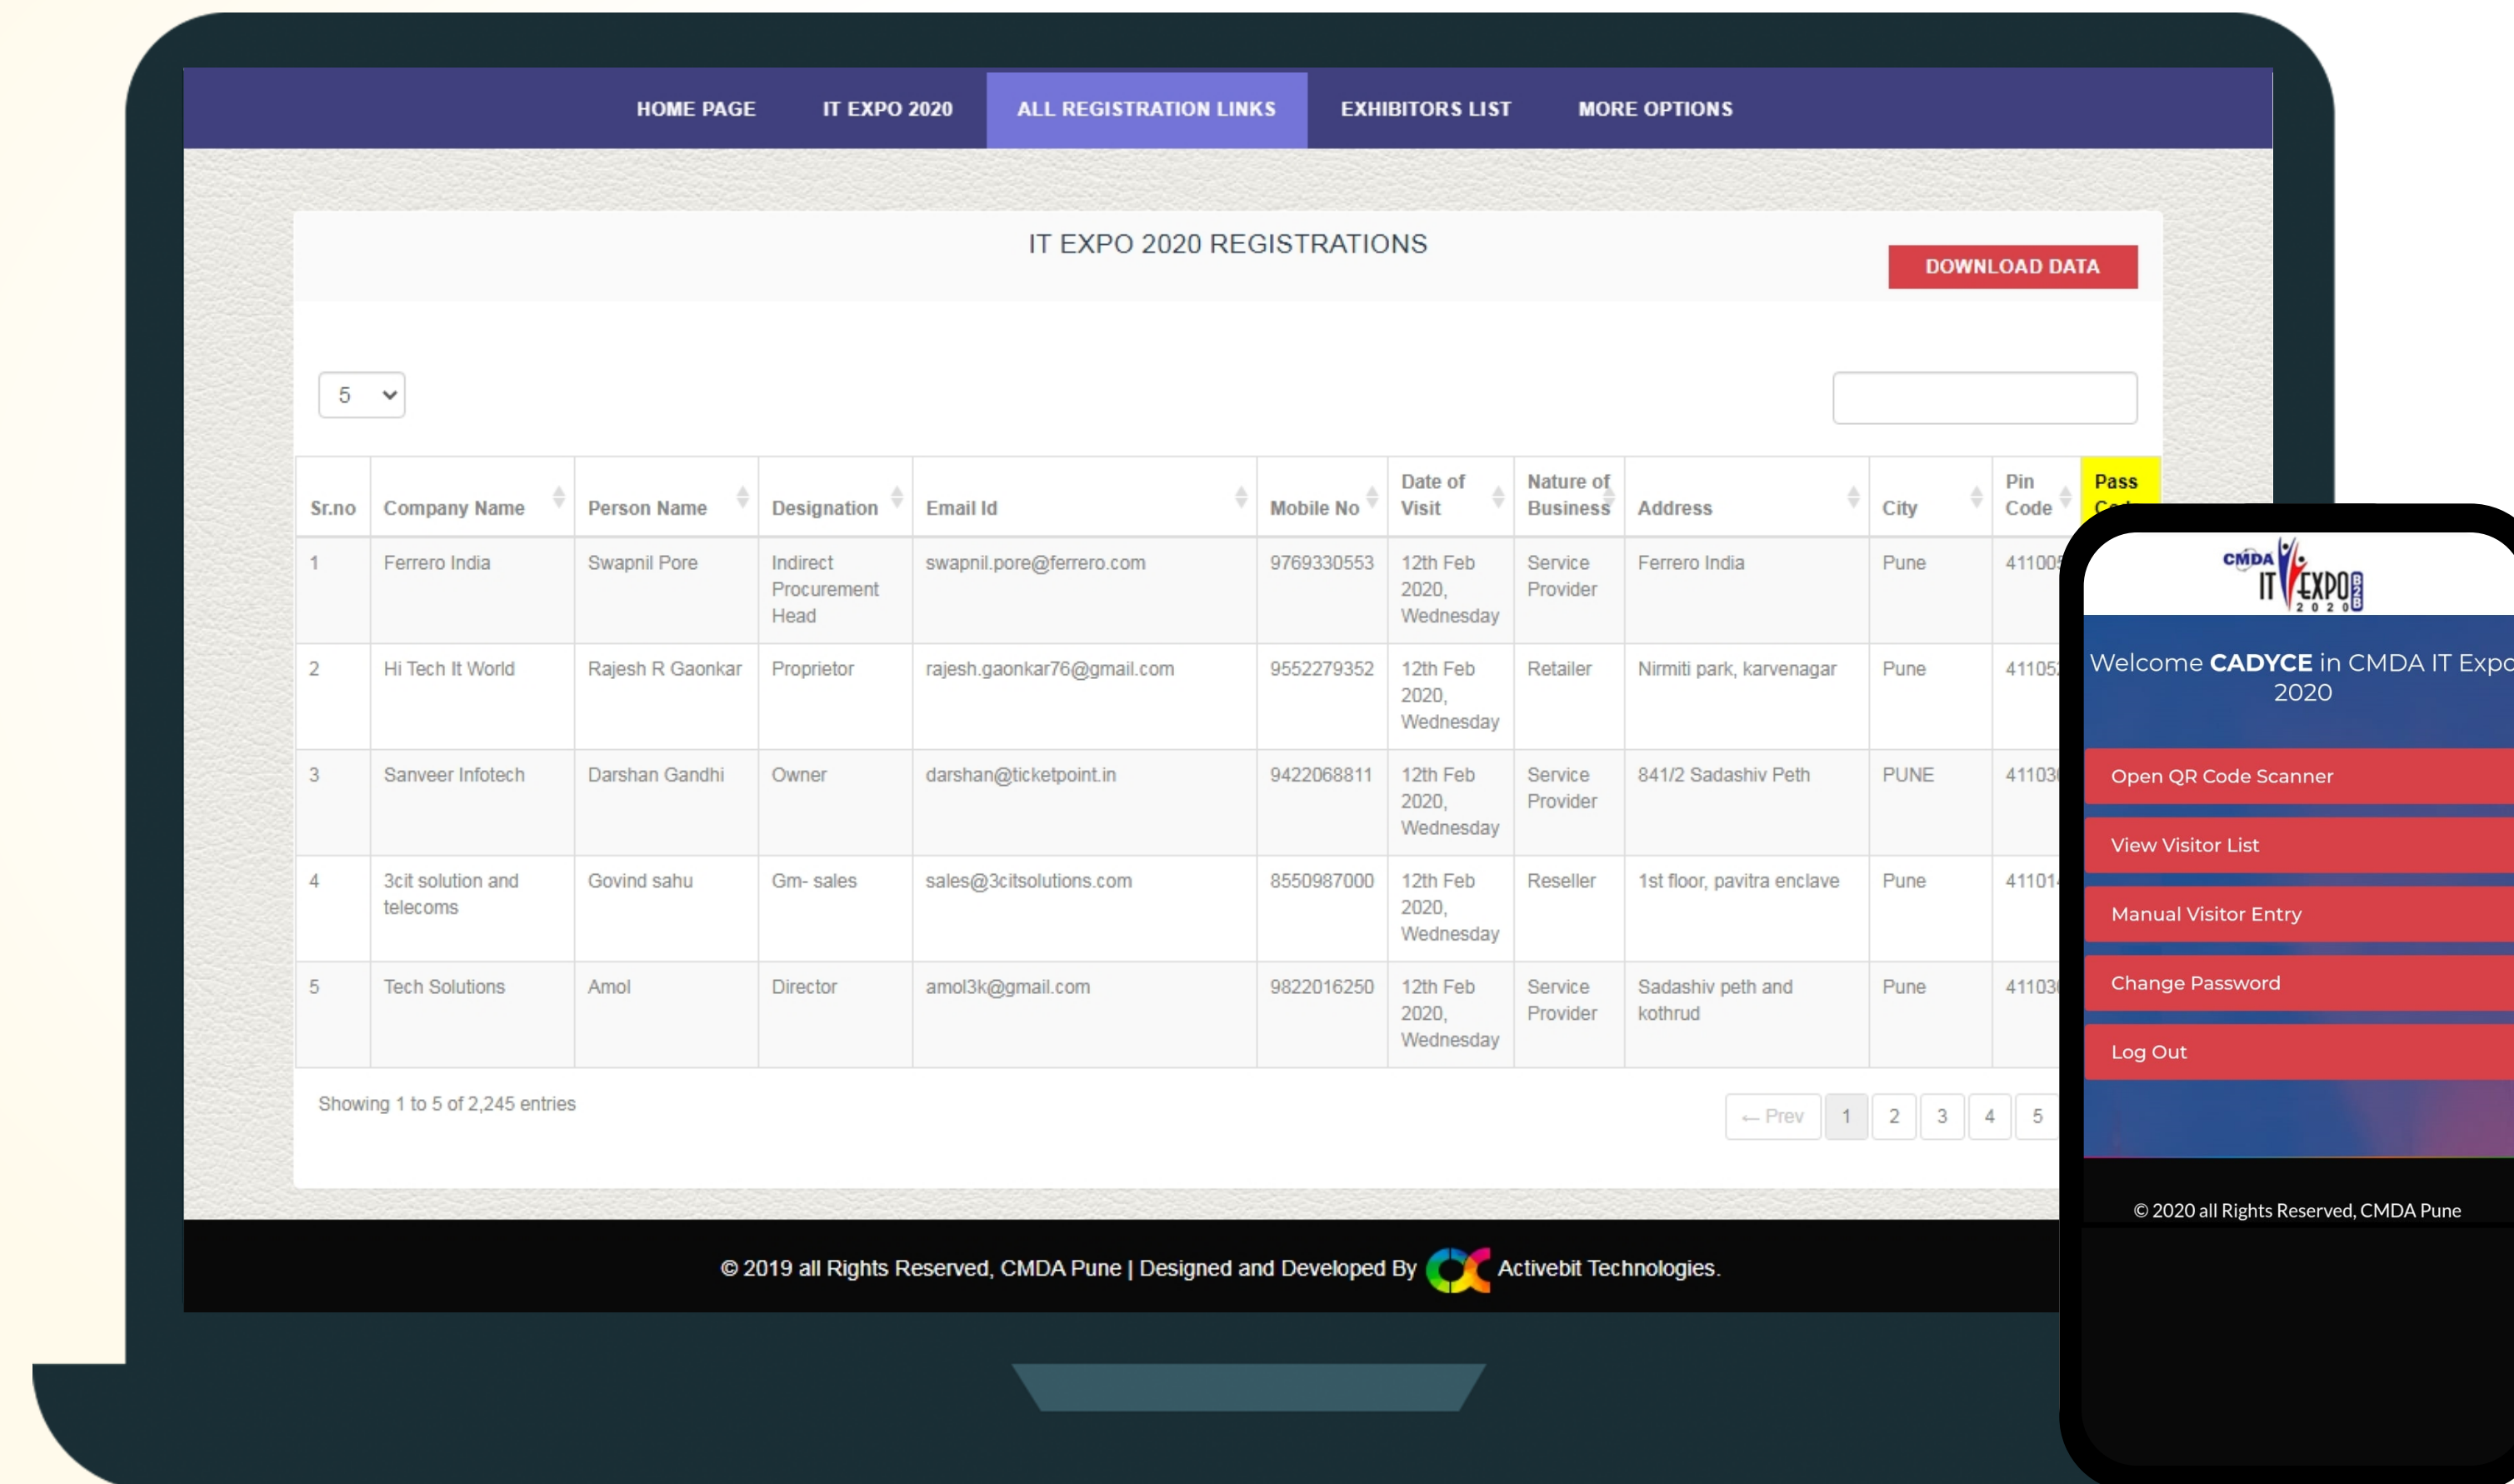 HOME PAGE IT EXPO 2020 ALL REGISTRATION LINKS EXHIBITORS LIST MORE OPTIONS
IT EXPO 2020 REGISTRATIONS
DOWNLOAD DATA
5
Sr.no Company Name Person Name Designation Email Id Mobile No Date of Visit Nature of Business Address City Pin Code Pass
1 Ferrero India Swapnil Pore Indirect Procurement Head swapnil.pore@ferrero.com 9769330553 12th Feb 2020, Wednesday Service Provider Ferrero India Pune
2 Hi Tech It World Rajesh R Gaonkar Proprietor rajesh.gaonkar76@gmail.com 9552279352 12th Feb 2020, Wednesday Retailer Nirmiti park, karvenagar Pune
3 Sanveer Infotech Darshan Gandhi Owner darshan@ticketpoint.in 9422068811 12th Feb 2020, Wednesday Service Provider 841/2 Sadashiv Peth PUNE
4 3cit solution and telecoms Govind sahu Gm- sales sales@3citsolutions.com 8550987000 12th Feb 2020, Wednesday Reseller 1st floor, pavitra enclave Pune
5 Tech Solutions Amol Director amol3k@gmail.com 9822016250 12th Feb 2020, Wednesday Service Provider Sadashiv peth and kothrud Pune
Showing 1 to 5 of 2,245 entries
← Prev 1 2 3 4 5
© 2019 all Rights Reserved, CMDA Pune | Designed and Developed By Activebit Technologies.
CMDA
IT EXPO B2B
2020
Welcome CADYCE in CMDA IT Expo
2020
Open QR Code Scanner
View Visitor List
Manual Visitor Entry
Change Password
Log Out
© 2020 all Rights Reserved, CMDA Pune